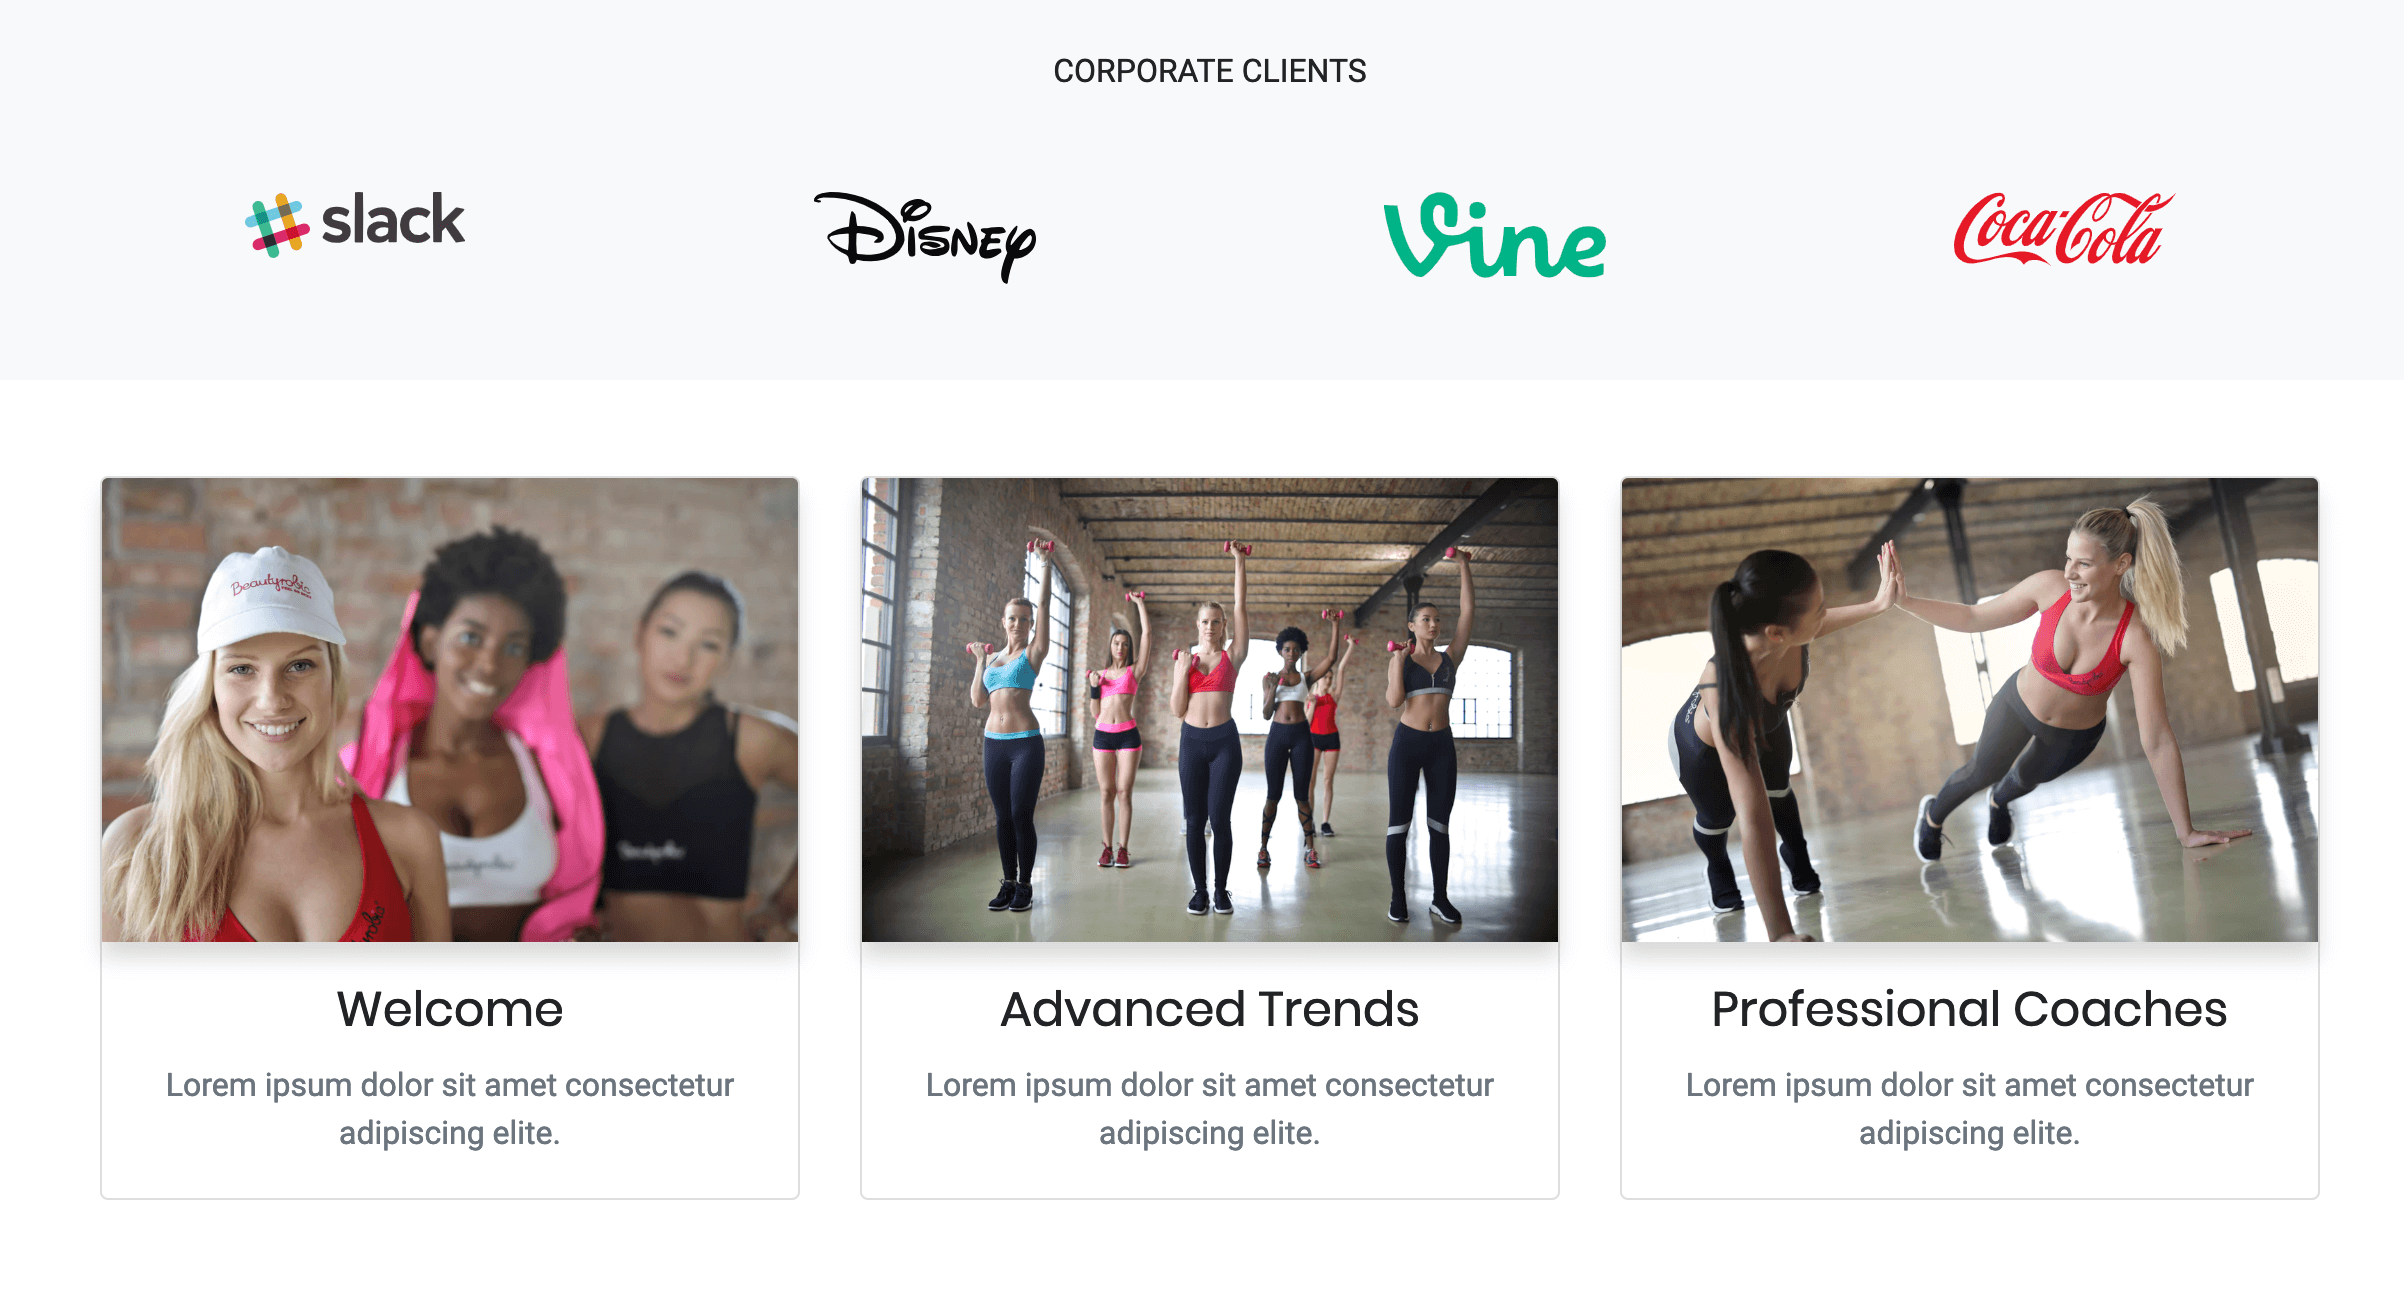 CORPORATE CLIENTS
slack
Disney
Vine
Coca-Cola
Beautyrobic
Welcome
Lorem ipsum dolor sit amet consectetur
adipiscing elite.
Advanced Trends
Lorem ipsum dolor sit amet consectetur
adipiscing elite.
Professional Coaches
Lorem ipsum dolor sit amet consectetur
adipiscing elite.